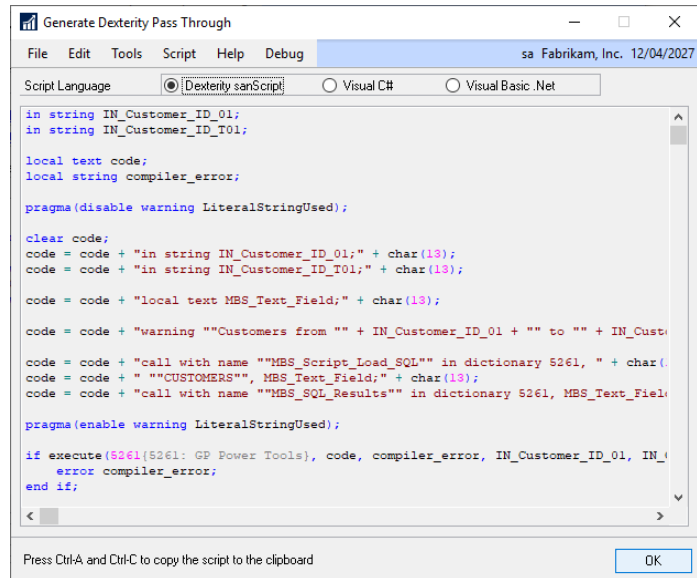 Generate Dexterity Pass Through
File Edit Tools Script Help Debug sa Fabrikam, Inc. 12/04/2027
Script Language Dexterity sanScript Visual C# Visual Basic .Net
in string IN_Customer_ID_01;
in string IN_Customer_ID_T01;
local text code;
local string compiler_error;
pragma(disable warning LiteralStringUsed);
clear code;
code = code + "in string IN_Customer_ID_01;" + char(13);
code = code + "in string IN_Customer_ID_T01;" + char(13);
code = code + "local text MBS_Text_Field;" + char(13);
code = code + "warning ""Customers from "" + IN_Customer_ID_01 + "" to "" + IN_Custo
code = code + "call with name ""MBS_Script_Load_SQL"" in dictionary 5261, " + char(
code = code + " ""CUSTOMERS"", MBS_Text_Field;" + char(13);
code = code + "call with name ""MBS_SQL_Results"" in dictionary 5261, MBS_Text_Fiel
pragma(enable warning LiteralStringUsed);
if execute(5261{5261: GP Power Tools}, code, compiler_error, IN_Customer_ID_01, IN_
error compiler_error;
end if;
Press Ctrl-A and Ctrl-C to copy the script to the clipboard
OK